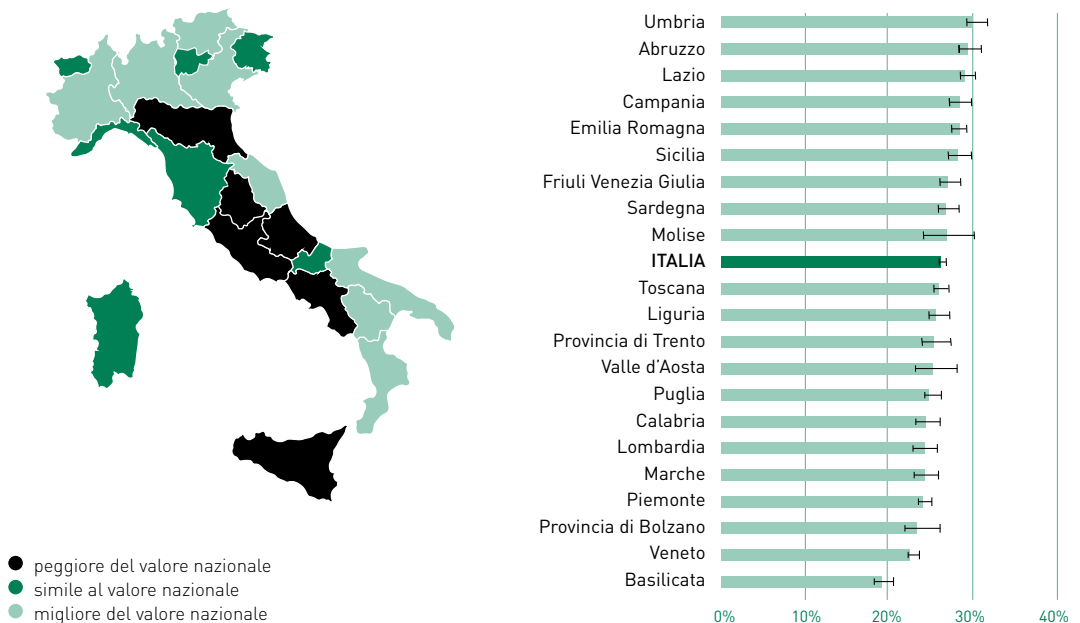 Umbria
Abruzzo
Lazio
Campania
Emilia Romagna
Sicilia
Friuli Venezia Giulia
Sardegna
Molise
ITALIA
Toscana
Liguria
Provincia di Trento
Valle d'Aosta
Puglia
Calabria
Lombardia
Marche
Piemonte
Provincia di Bolzano
Veneto
Basilicata
0% 10% 20% 30% 40%
peggiore del valore nazionale
simile al valore nazionale
migliore del valore nazionale